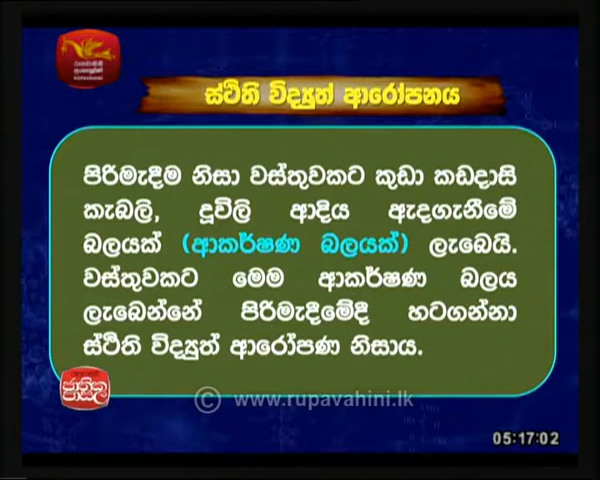 ස්ථිති විද්‍යුත් ආරෝපනය
පිරිමැදීම නිසා වස්තුවකට කුඩා කඩදාසි
කැබලි, දූවිලි ආදිය ඇදගැනීමේ
බලයක් (ආකර්ෂණ බලයක්) ලැබෙයි.
වස්තුවකට මෙම ආකර්ෂණ බලය
ලැබෙන්නේ පිරිමැදීමේදී හටගන්නා
ස්ථිති විද්‍යුත් ආරෝපණ නිසාය.
ජාතික
පාසල
© www.rupavahini.lk
05:17:02